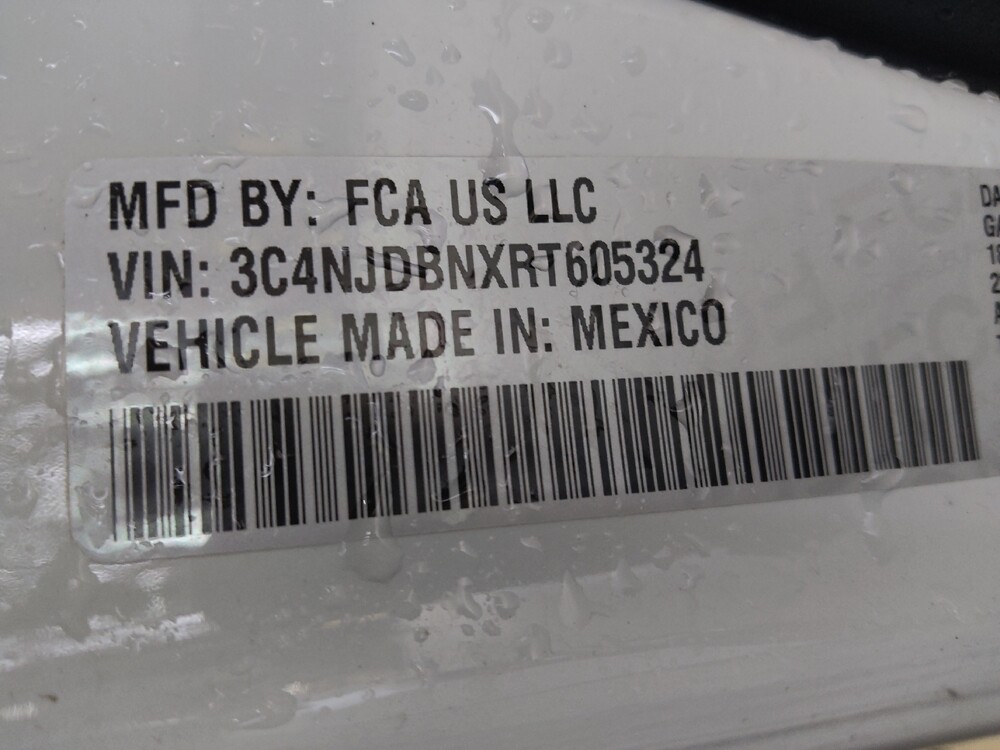 MFD BY: FCA US LLC
VIN: 3C4NJDBNXRT605324
VEHICLE MADE IN: MEXICO